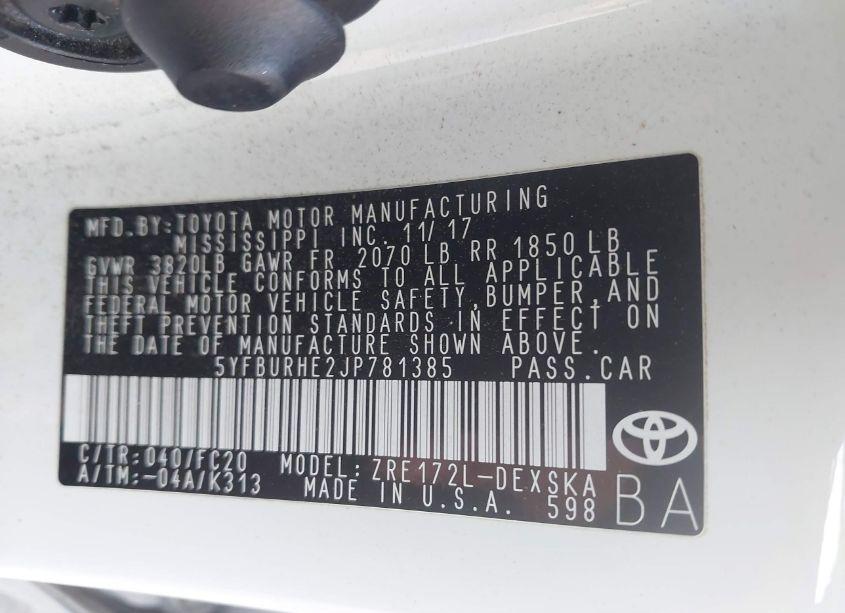 MFD.BY:TOYOTA MOTOR MANUFACTURING
MISSISSIPPI INC. 11/17
GVWR 3820LB GAWR FR 2070 LB RR 1850 LB
THIS VEHICLE CONFORMS TO ALL APPLICABLE
FEDERAL MOTOR VEHICLE SAFETY,BUMPER,AND
THEFT PREVENTION STANDARDS IN EFFECT ON
THE DATE OF MANUFACTURE SHOWN ABOVE.
5YFBURHE2JP781385 PASS.CAR
C/TR:040/FC20 MODEL:ZRE172L-DEXSKA
A/TM:-04A/K313 MADE IN U.S.A. 598
BA